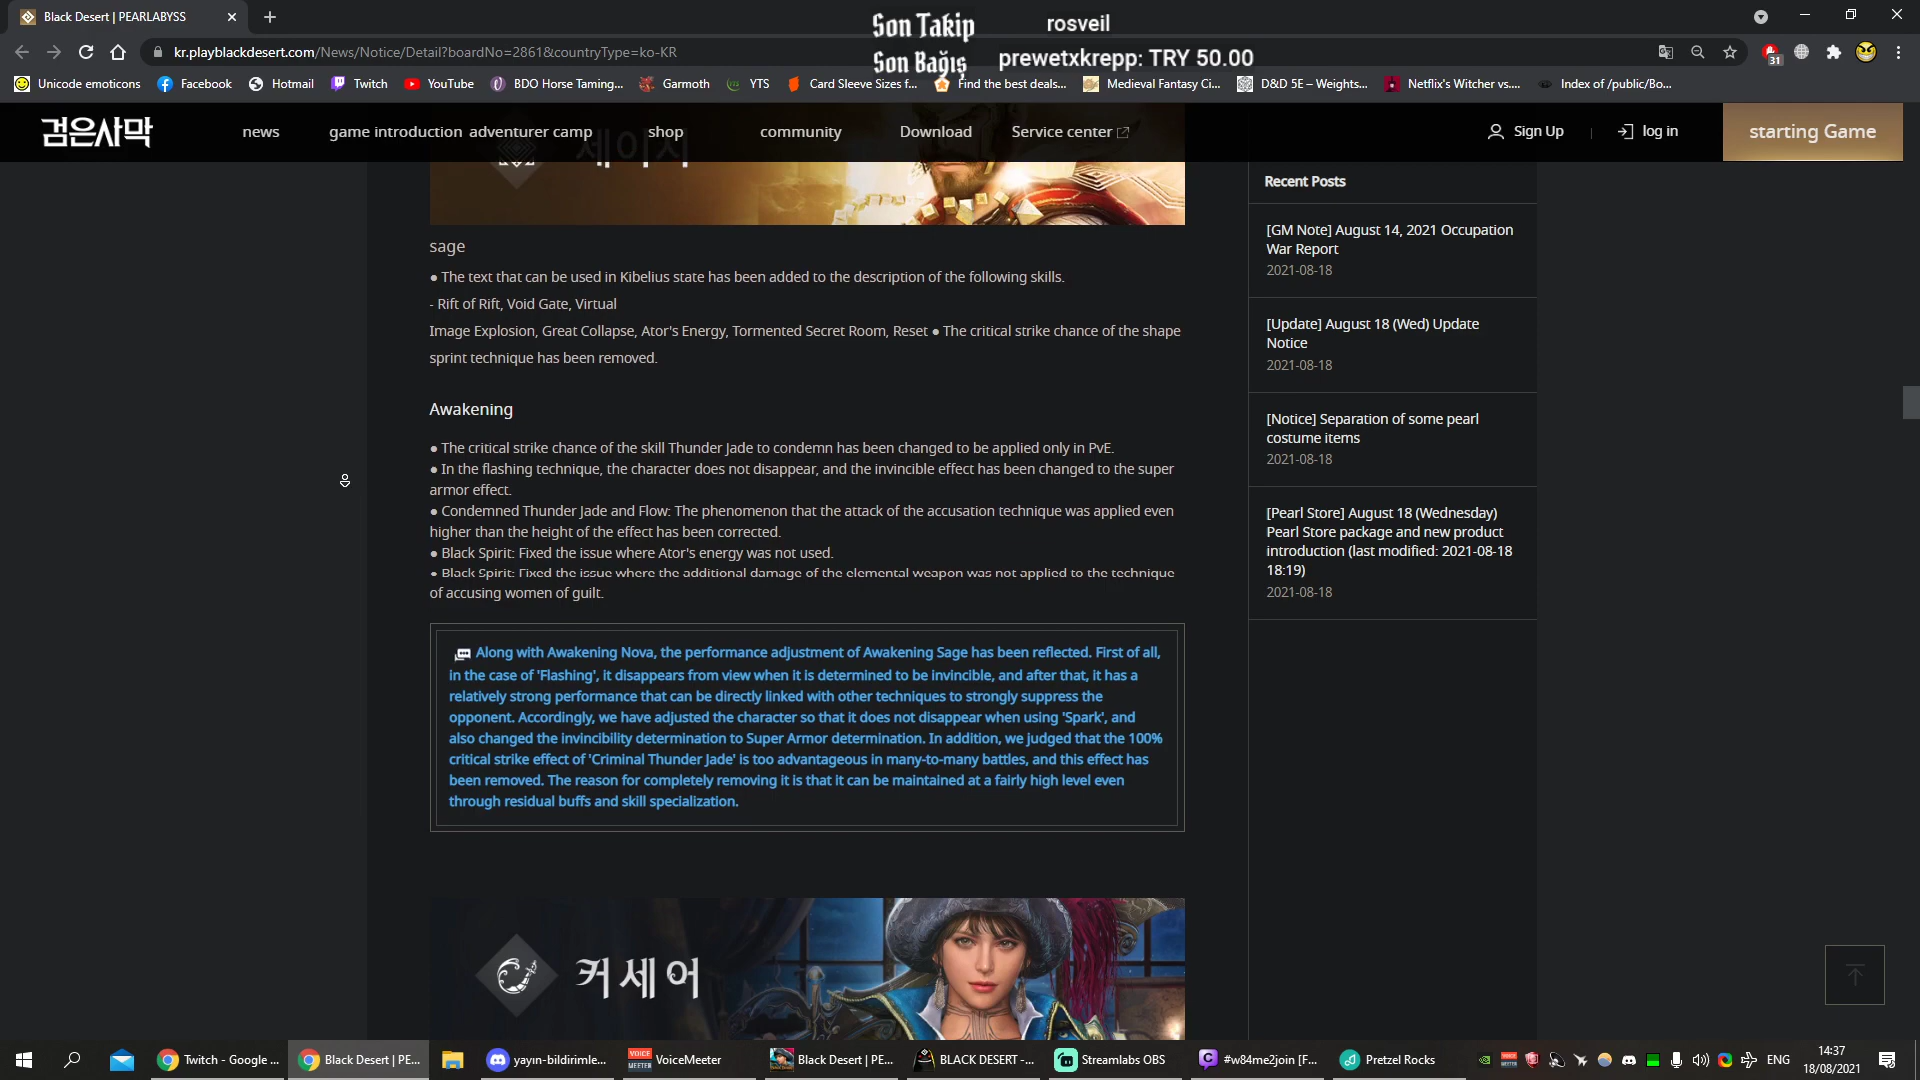 Black Desert | PEARLABYSS
Son Takip
rosveil
kr.playblackdesert.com/News/Notice/Detail?boardNo=2861&countryType=ko-KR
Son Bağış
prewetxkrepp: TRY 50.00
31
Unicode emoticons
Facebook
Hotmail
Twitch
YouTube
BDO Horse Taming...
Garmoth
YTS
Card Sleeve Sizes f...
Find the best deals...
Medieval Fantasy Ci...
D&D 5E – Weights...
Netflix's Witcher vs....
Index of /public/Bo...
검은사막
news
game introduction
adventurer camp
shop
community
Download
Service center
Sign Up
log in
starting Game
세이지
sage
● The text that can be used in Kibelius state has been added to the description of the following skills.
- Rift of Rift, Void Gate, Virtual
Image Explosion, Great Collapse, Ator's Energy, Tormented Secret Room, Reset ● The critical strike chance of the shape
sprint technique has been removed.
Awakening
● The critical strike chance of the skill Thunder Jade to condemn has been changed to be applied only in PvE.
● In the flashing technique, the character does not disappear, and the invincible effect has been changed to the super
armor effect.
● Condemned Thunder Jade and Flow: The phenomenon that the attack of the accusation technique was applied even
higher than the height of the effect has been corrected.
● Black Spirit: Fixed the issue where Ator's energy was not used.
● Black Spirit: Fixed the issue where the additional damage of the elemental weapon was not applied to the technique
of accusing women of guilt.
Along with Awakening Nova, the performance adjustment of Awakening Sage has been reflected. First of all,
in the case of 'Flashing', it disappears from view when it is determined to be invincible, and after that, it has a
relatively strong performance that can be directly linked with other techniques to strongly suppress the
opponent. Accordingly, we have adjusted the character so that it does not disappear when using 'Spark', and
also changed the invincibility determination to Super Armor determination. In addition, we judged that the 100%
critical strike effect of 'Criminal Thunder Jade' is too advantageous in many-to-many battles, and this effect has
been removed. The reason for completely removing it is that it can be maintained at a fairly high level even
through residual buffs and skill specialization.
커세어
Recent Posts
[GM Note] August 14, 2021 Occupation
War Report
2021-08-18
[Update] August 18 (Wed) Update
Notice
2021-08-18
[Notice] Separation of some pearl
costume items
2021-08-18
[Pearl Store] August 18 (Wednesday)
Pearl Store package and new product
introduction (last modified: 2021-08-18
18:19)
2021-08-18
Twitch - Google ...
Black Desert | PE...
yayın-bildirimle...
VOICE
MEETER
VoiceMeeter
Black Desert | PE...
BLACK DESERT -...
Streamlabs OBS
#w84me2join [F...
Pretzel Rocks
ENG
14:37
18/08/2021